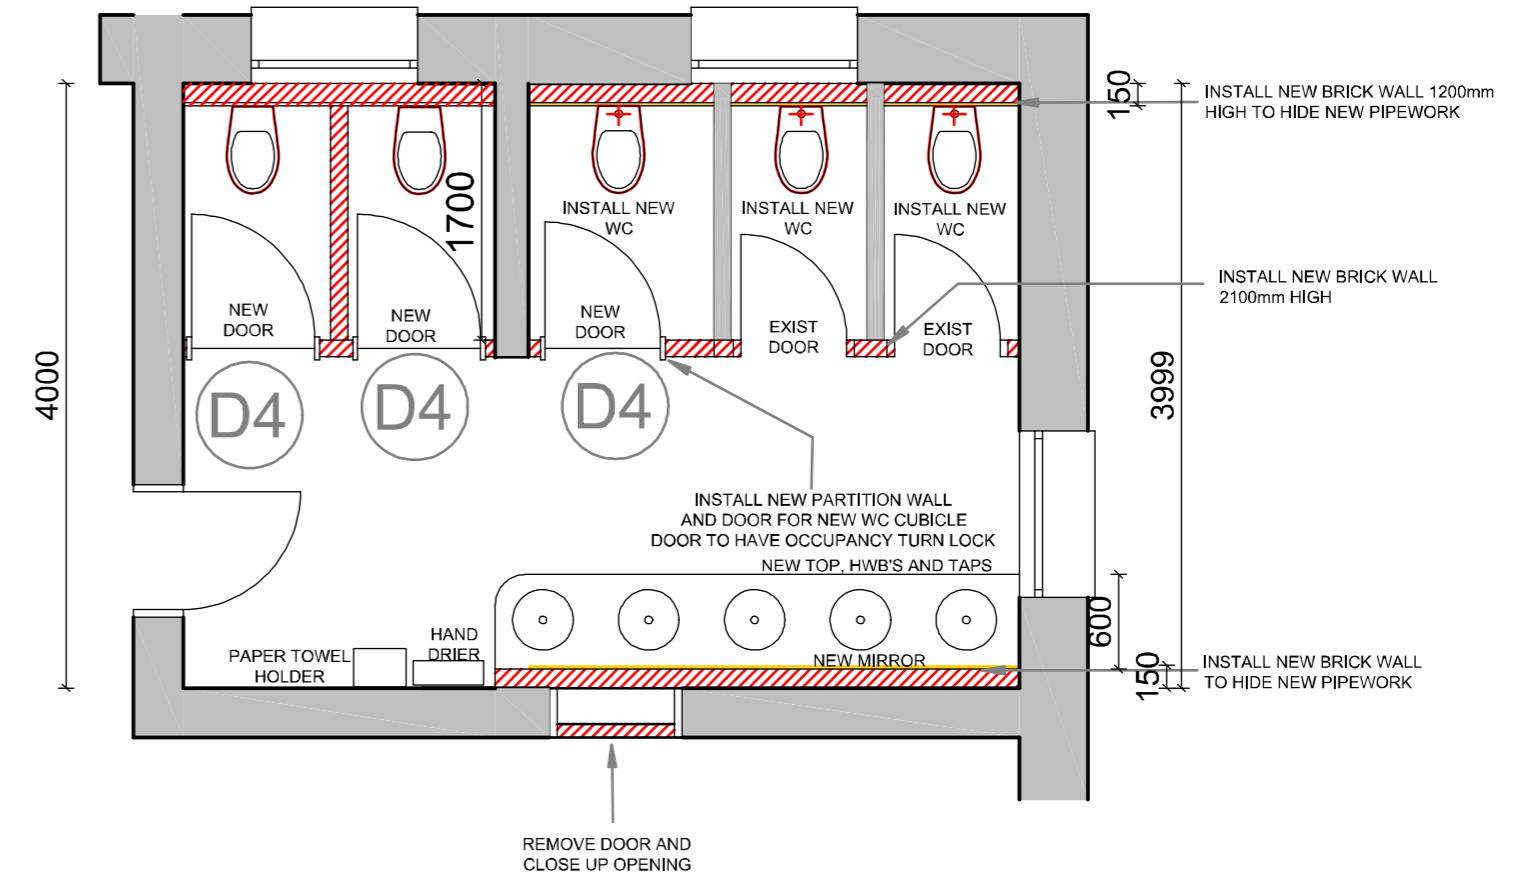 150
INSTALL NEW BRICK WALL 1200mm
HIGH TO HIDE NEW PIPEWORK
1700
INSTALL NEW
WC
INSTALL NEW
WC
INSTALL NEW
WC
INSTALL NEW BRICK WALL
2100mm HIGH
NEW
DOOR
NEW
DOOR
NEW
DOOR
EXIST
DOOR
EXIST
DOOR
4000
3999
D4
D4
D4
INSTALL NEW PARTITION WALL
AND DOOR FOR NEW WC CUBICLE
DOOR TO HAVE OCCUPANCY TURN LOCK
NEW TOP, HWB'S AND TAPS
600
HAND
DRIER
PAPER TOWEL
HOLDER
NEW MIRROR
150
INSTALL NEW BRICK WALL
TO HIDE NEW PIPEWORK
REMOVE DOOR AND
CLOSE UP OPENING